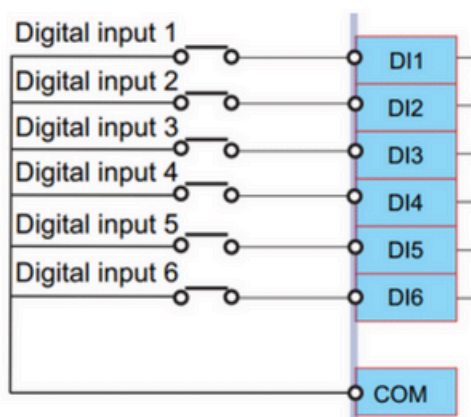 Digital input 1
DI1
Digital input 2
DI2
Digital input 3
DI3
Digital input 4
DI4
Digital input 5
DI5
Digital input 6
DI6
COM